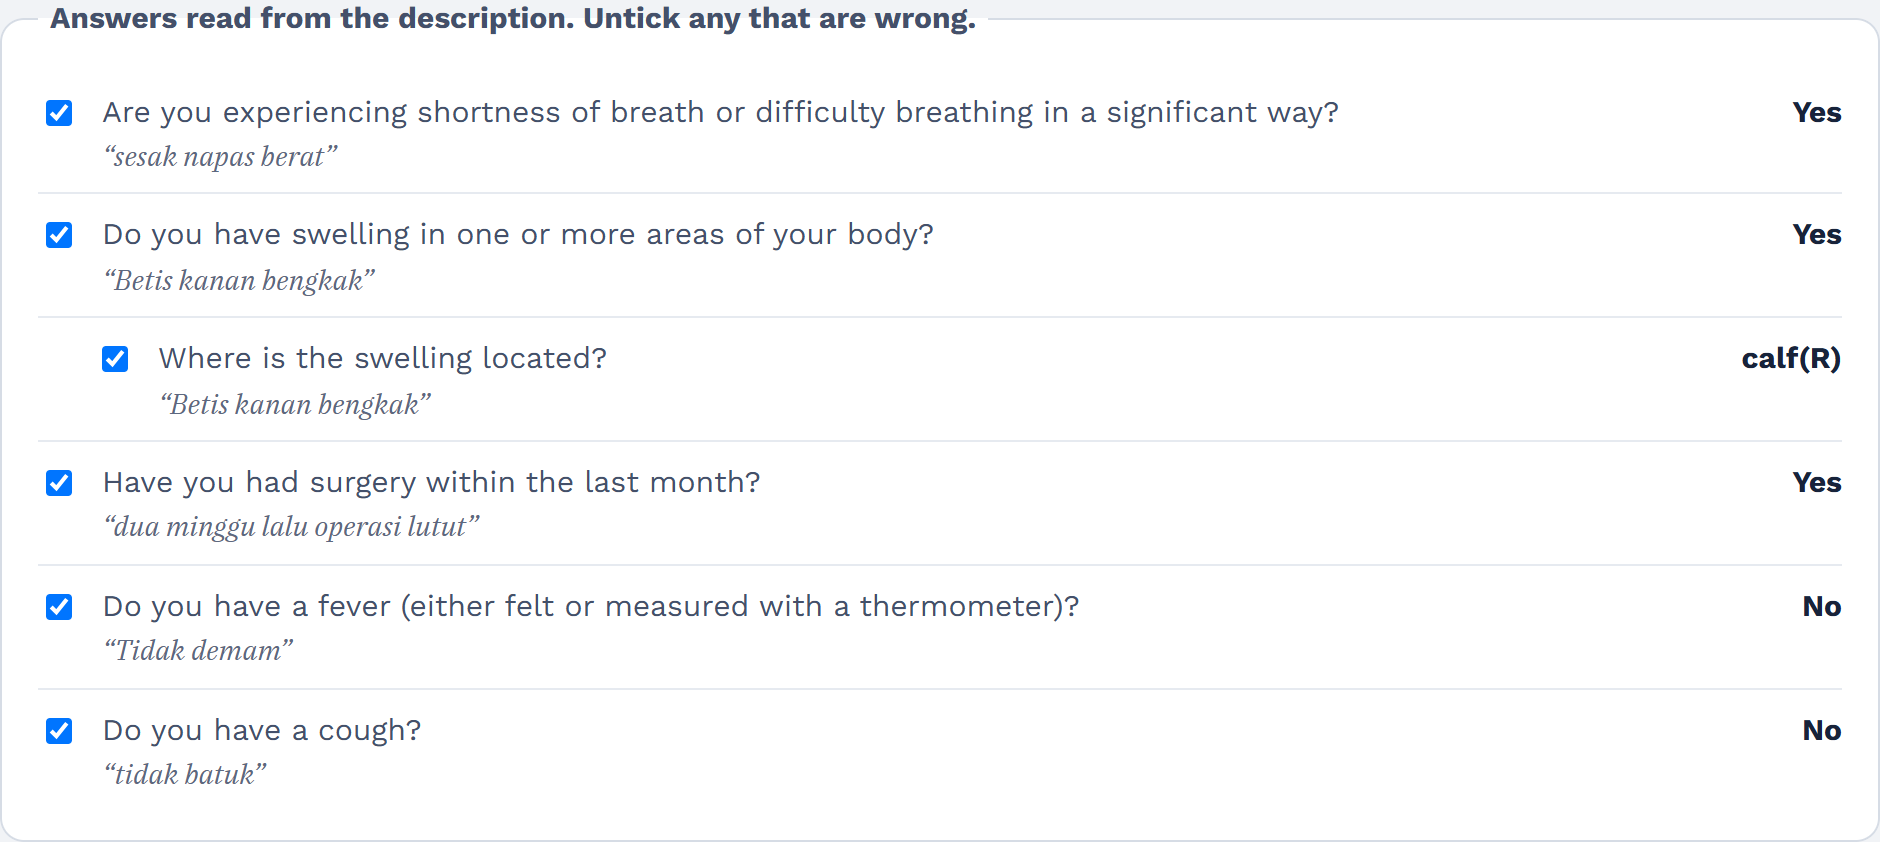 Answers read from the description. Untick any that are wrong.
Are you experiencing shortness of breath or difficulty breathing in a significant way? Yes
“sesak napas berat”
Do you have swelling in one or more areas of your body? Yes
“Betis kanan bengkak”
Where is the swelling located? calf(R)
“Betis kanan bengkak”
Have you had surgery within the last month? Yes
“dua minggu lalu operasi lutut”
Do you have a fever (either felt or measured with a thermometer)? No
“Tidak demam”
Do you have a cough? No
“tidak batuk”